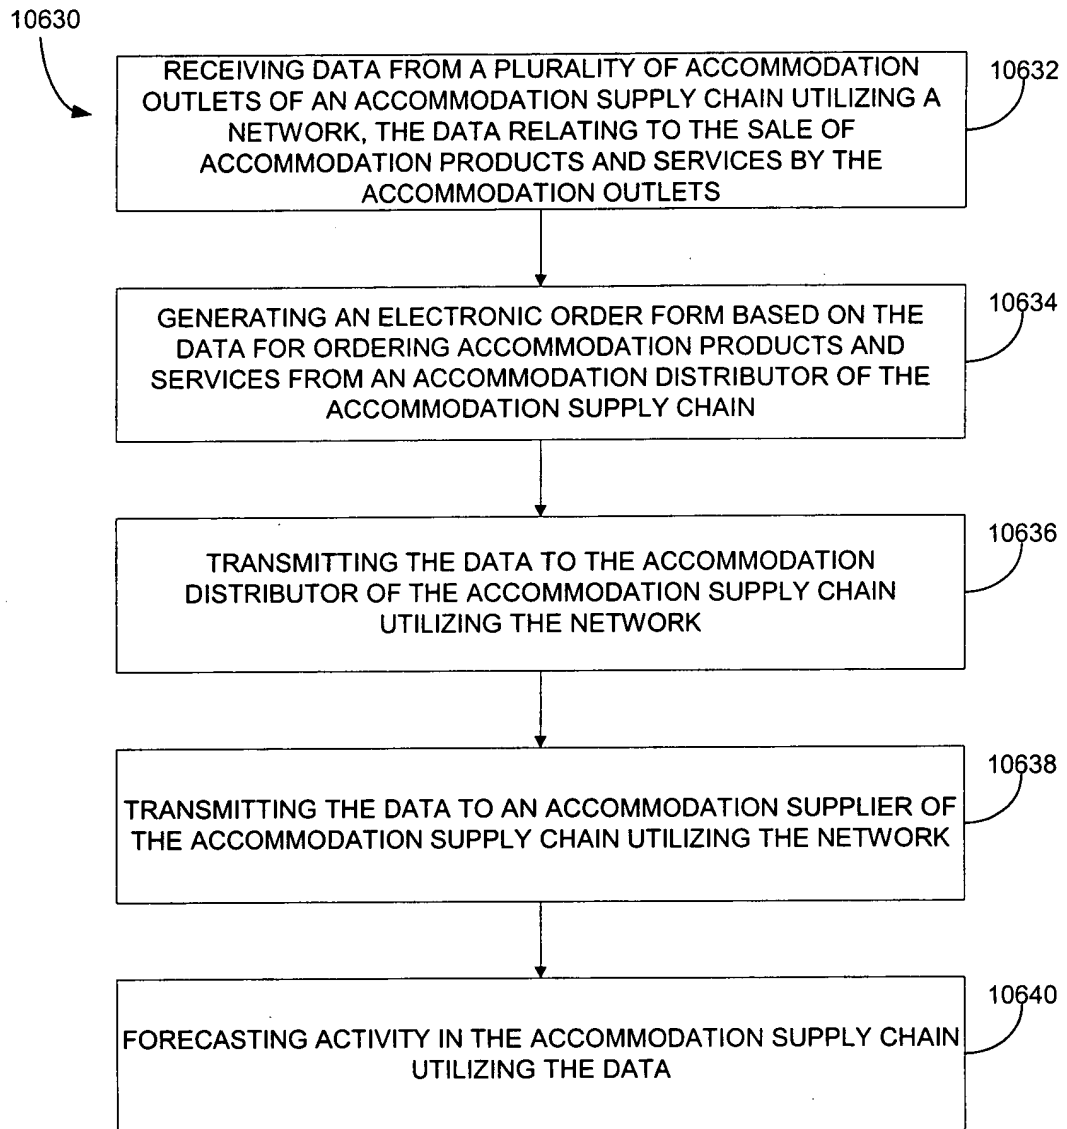 10630
RECEIVING DATA FROM A PLURALITY OF ACCOMMODATION
OUTLETS OF AN ACCOMMODATION SUPPLY CHAIN UTILIZING A
NETWORK, THE DATA RELATING TO THE SALE OF
ACCOMMODATION PRODUCTS AND SERVICES BY THE
ACCOMMODATION OUTLETS
10632
GENERATING AN ELECTRONIC ORDER FORM BASED ON THE
DATA FOR ORDERING ACCOMMODATION PRODUCTS AND
SERVICES FROM AN ACCOMMODATION DISTRIBUTOR OF THE
ACCOMMODATION SUPPLY CHAIN
10634
TRANSMITTING THE DATA TO THE ACCOMMODATION
DISTRIBUTOR OF THE ACCOMMODATION SUPPLY CHAIN
UTILIZING THE NETWORK
10636
TRANSMITTING THE DATA TO AN ACCOMMODATION SUPPLIER OF
THE ACCOMMODATION SUPPLY CHAIN UTILIZING THE NETWORK
10638
FORECASTING ACTIVITY IN THE ACCOMMODATION SUPPLY CHAIN
UTILIZING THE DATA
10640